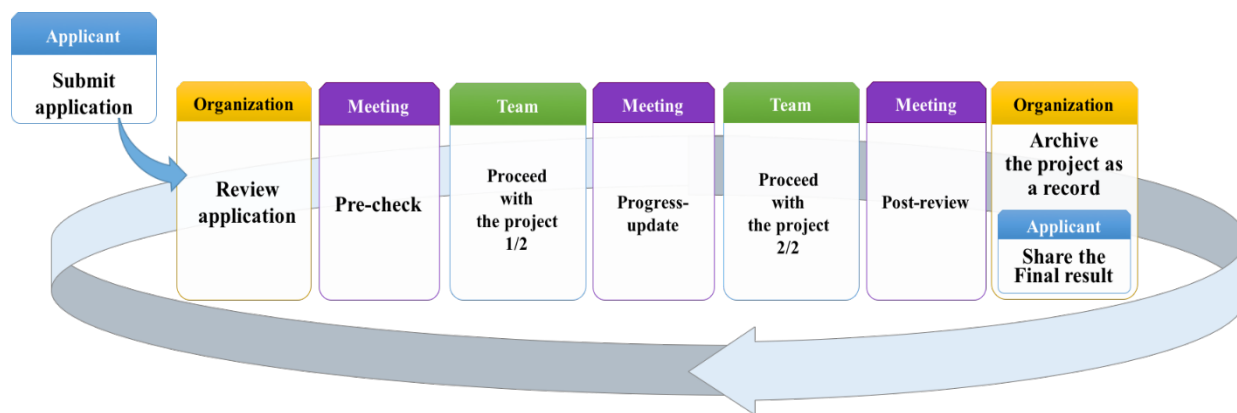 Applicant
Submit
application
Organization
Review
application
Meeting
Pre-check
Team
Proceed
with
the project
1/2
Meeting
Progress-
update
Team
Proceed
with
the project
2/2
Meeting
Post-review
Organization
Archive
the project as
a record
Applicant
Share the
Final result